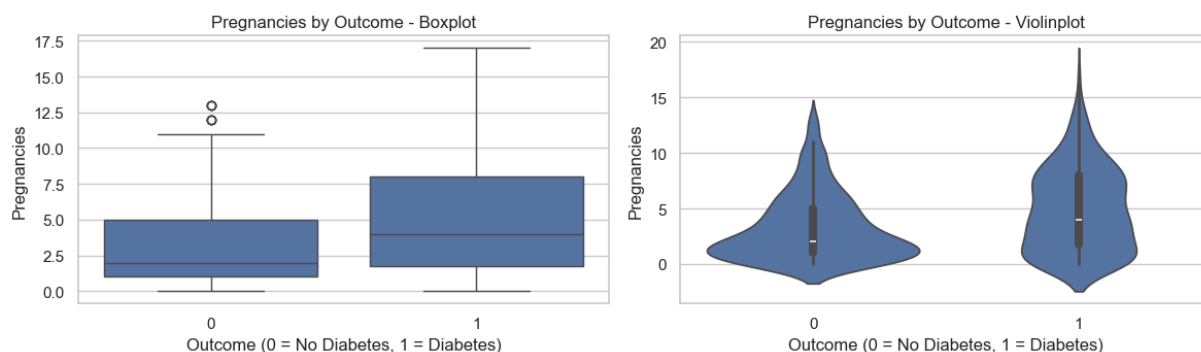 Pregnancies by Outcome - Boxplot
17.5
15.0
12.5
10.0
7.5
5.0
2.5
0.0
Pregnancies
0
1
Outcome (0 = No Diabetes, 1 = Diabetes)
Pregnancies by Outcome - Violinplot
20
15
10
5
0
Pregnancies
0
1
Outcome (0 = No Diabetes, 1 = Diabetes)